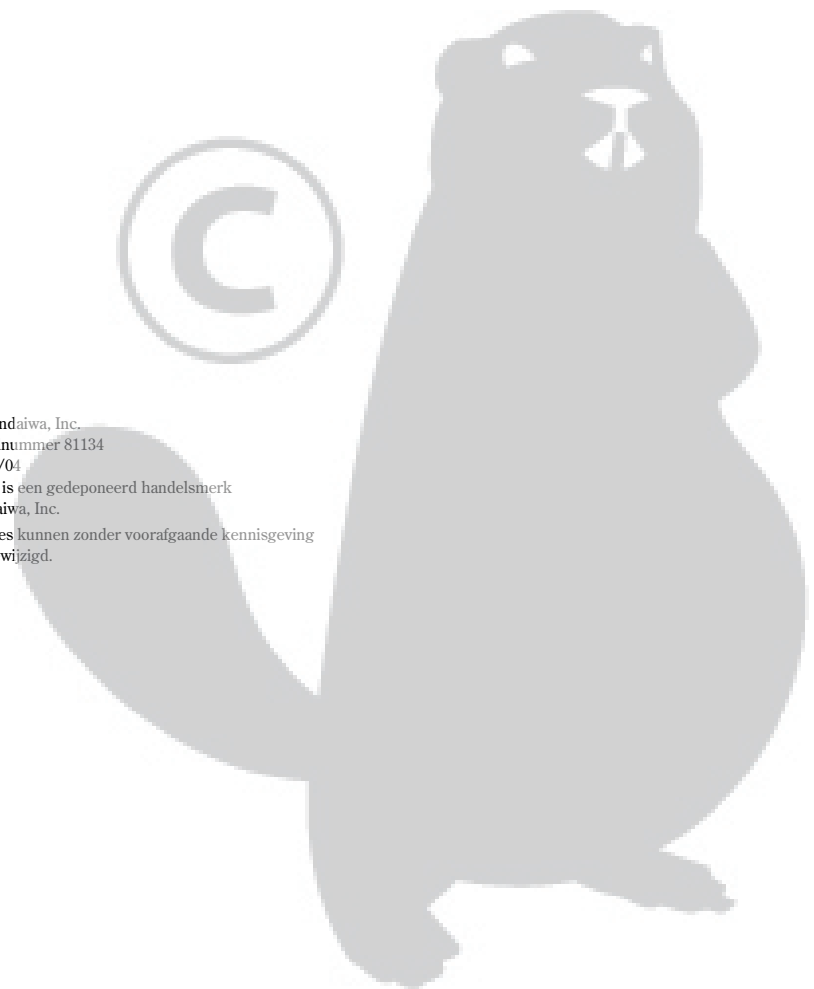 ©
ndaiwa, Inc.
nummer 81134
/04
is een gedeponeerd handelsmerk
aiwa, Inc.
es kunnen zonder voorafgaande kennisgeving
wijzigd.